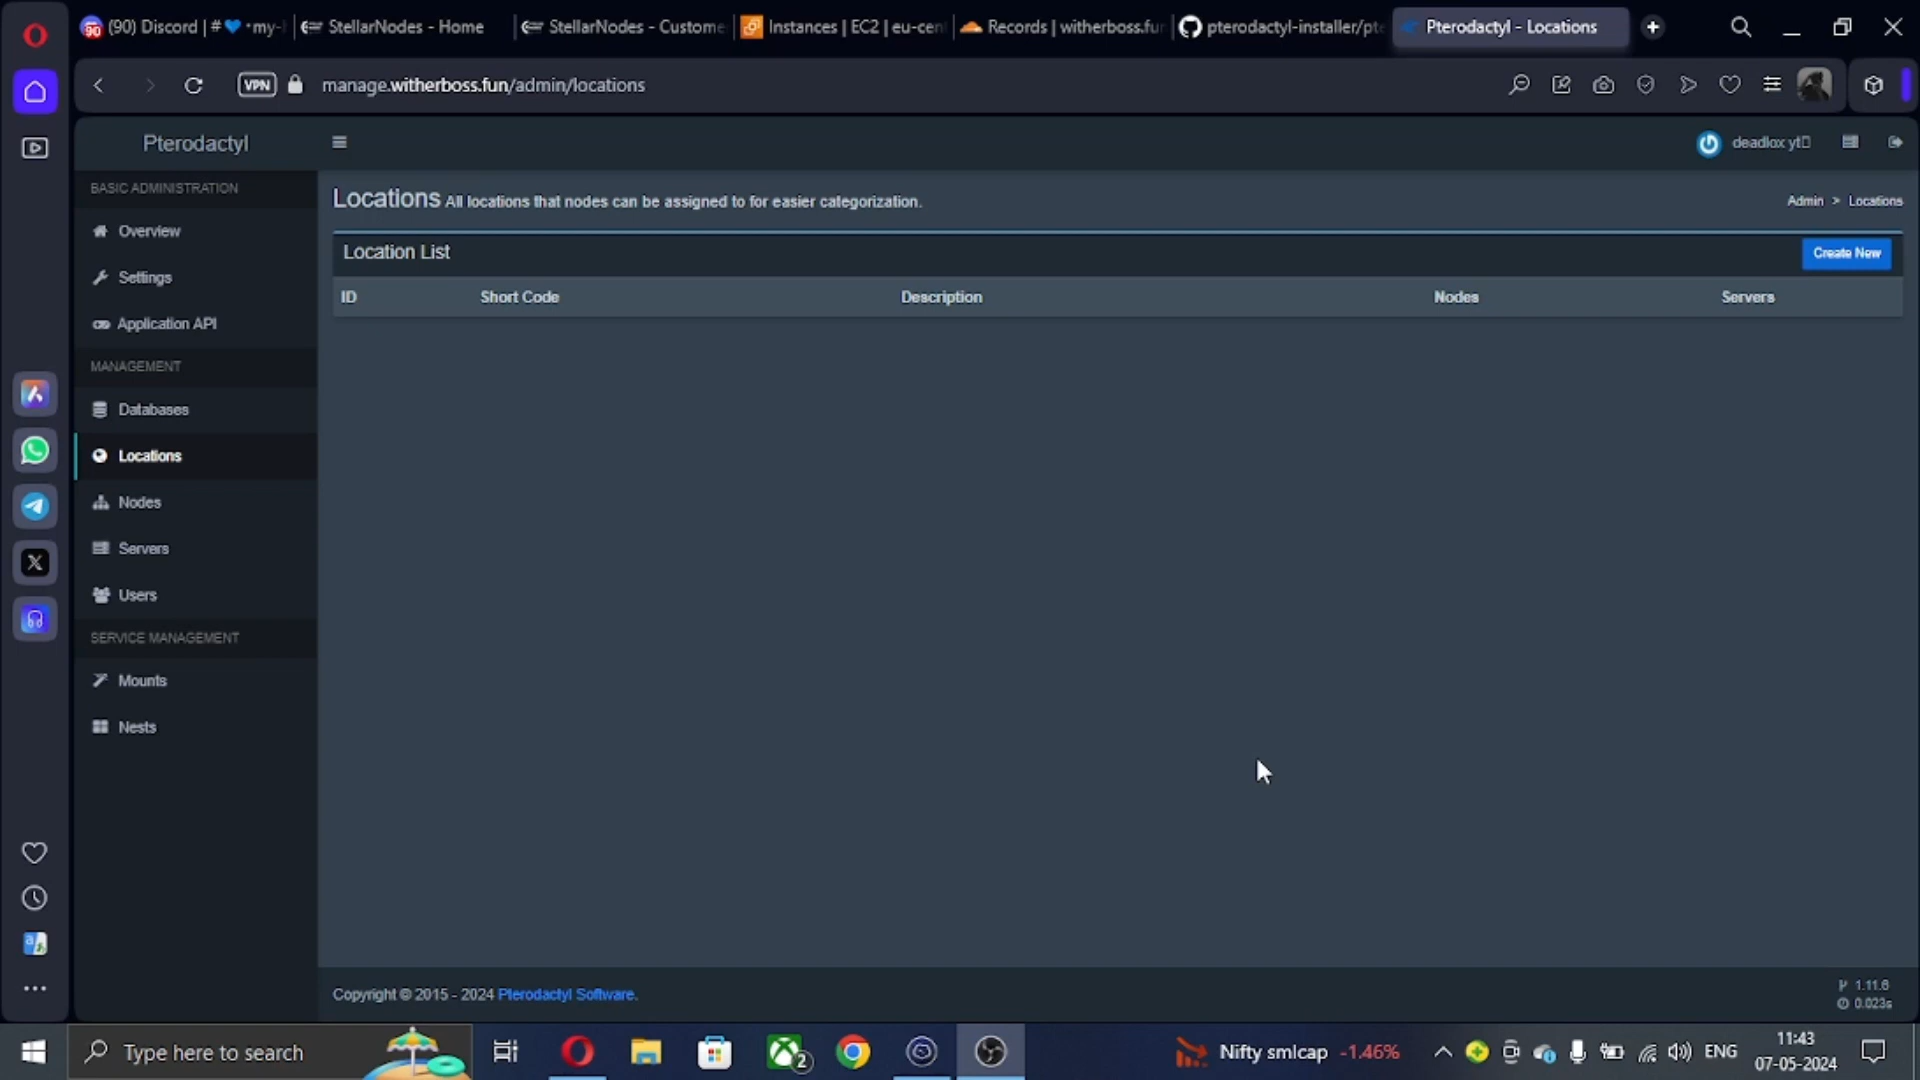 (90) Discord | # •my-
StellarNodes - Home
StellarNodes - Custome
Instances | EC2 | eu-cen
Records | witherboss.fu
pterodactyl-installer/pte
Pterodactyl - Locations
VPN
manage.witherboss.fun/admin/locations
Pterodactyl
deadlox yt
BASIC ADMINISTRATION
Overview
Settings
Application API
MANAGEMENT
Databases
Locations
Nodes
Servers
Users
SERVICE MANAGEMENT
Mounts
Nests
Locations All locations that nodes can be assigned to for easier categorization.
Admin > Locations
Location List
Create New
ID Short Code Description Nodes Servers
Copyright © 2015 - 2024 Pterodactyl Software.
1.11.6
0.023s
Type here to search
2
Nifty smlcap -1.46%
ENG
11:43
07-05-2024